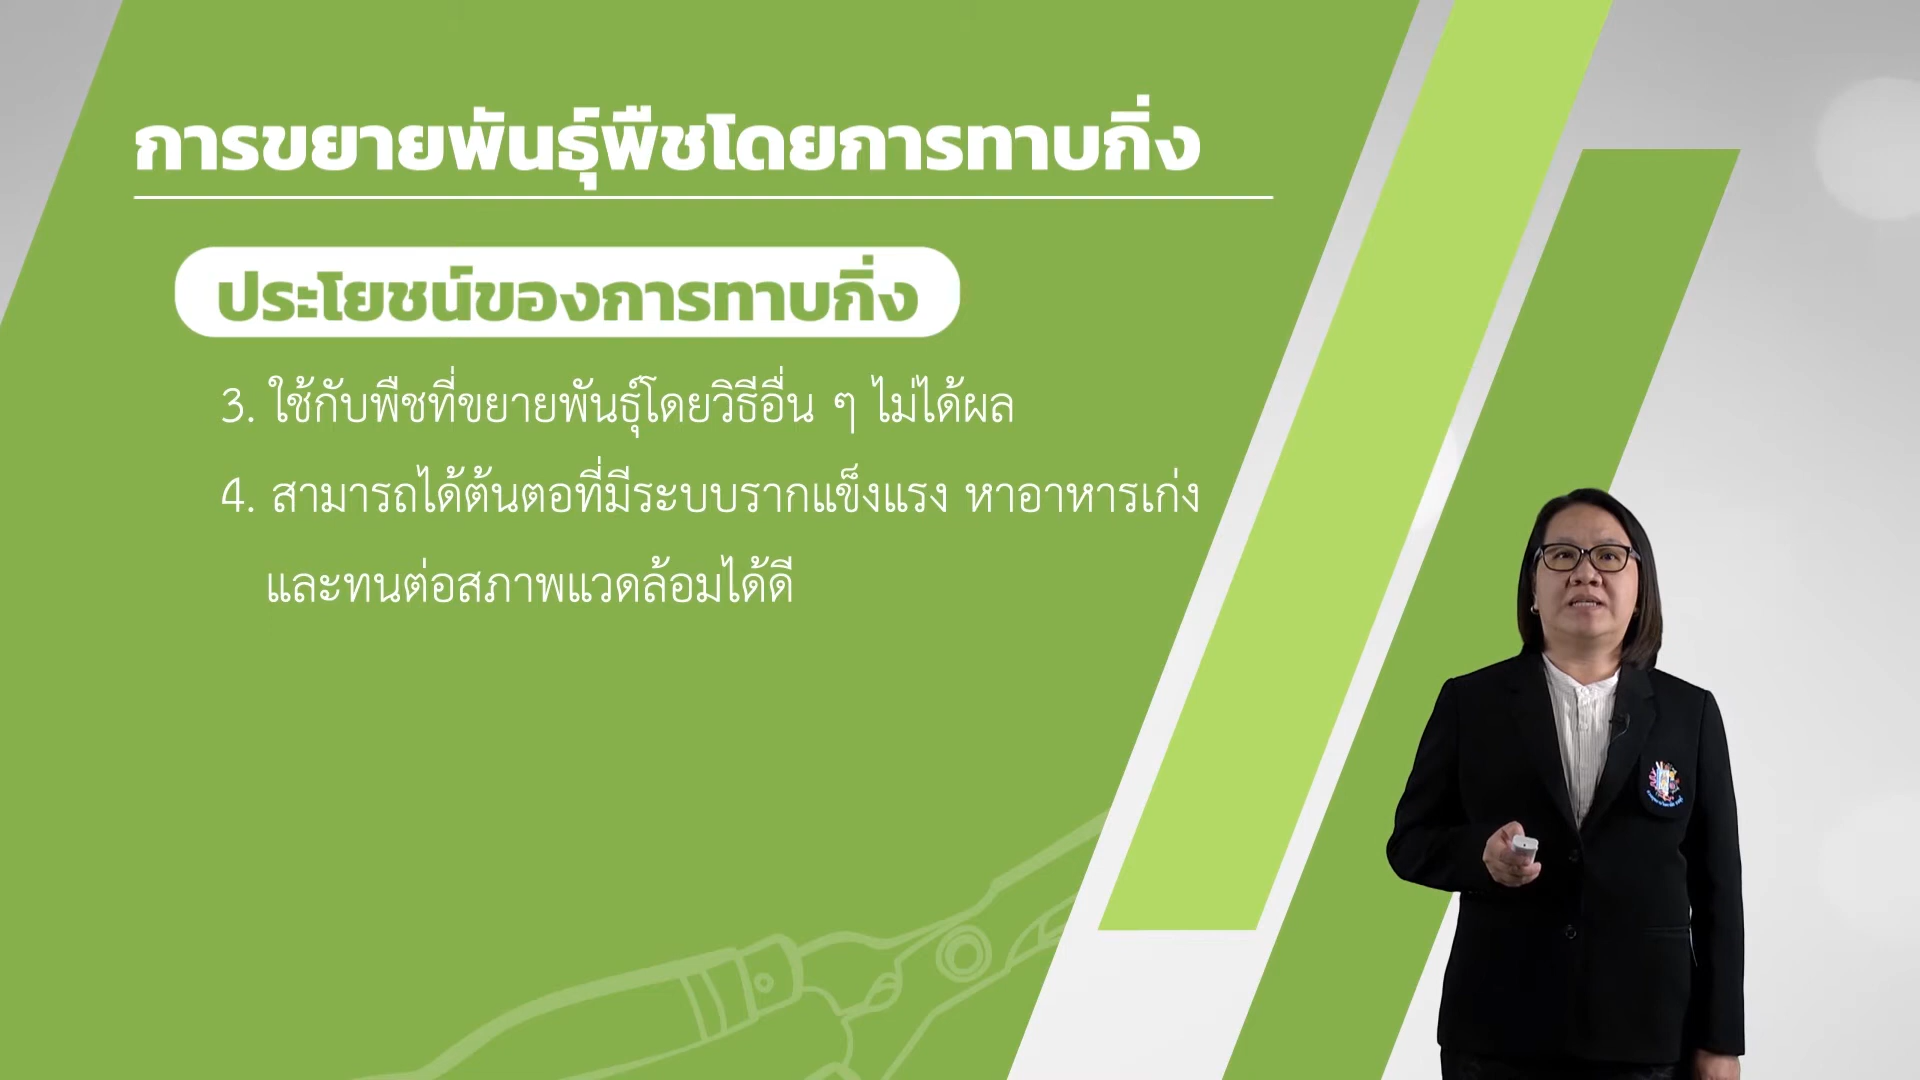 การขยายพันธุ์พืชโดยการทาบกิ่ง
ประโยชน์ของการทาบกิ่ง
3. ใช้กับพืชที่ขยายพันธุ์โดยวิธีอื่น ๆ ไม่ได้ผล
4. สามารถได้ต้นตอที่มีระบบรากแข็งแรง หาอาหารเก่ง
และทนต่อสภาพแวดล้อมได้ดี